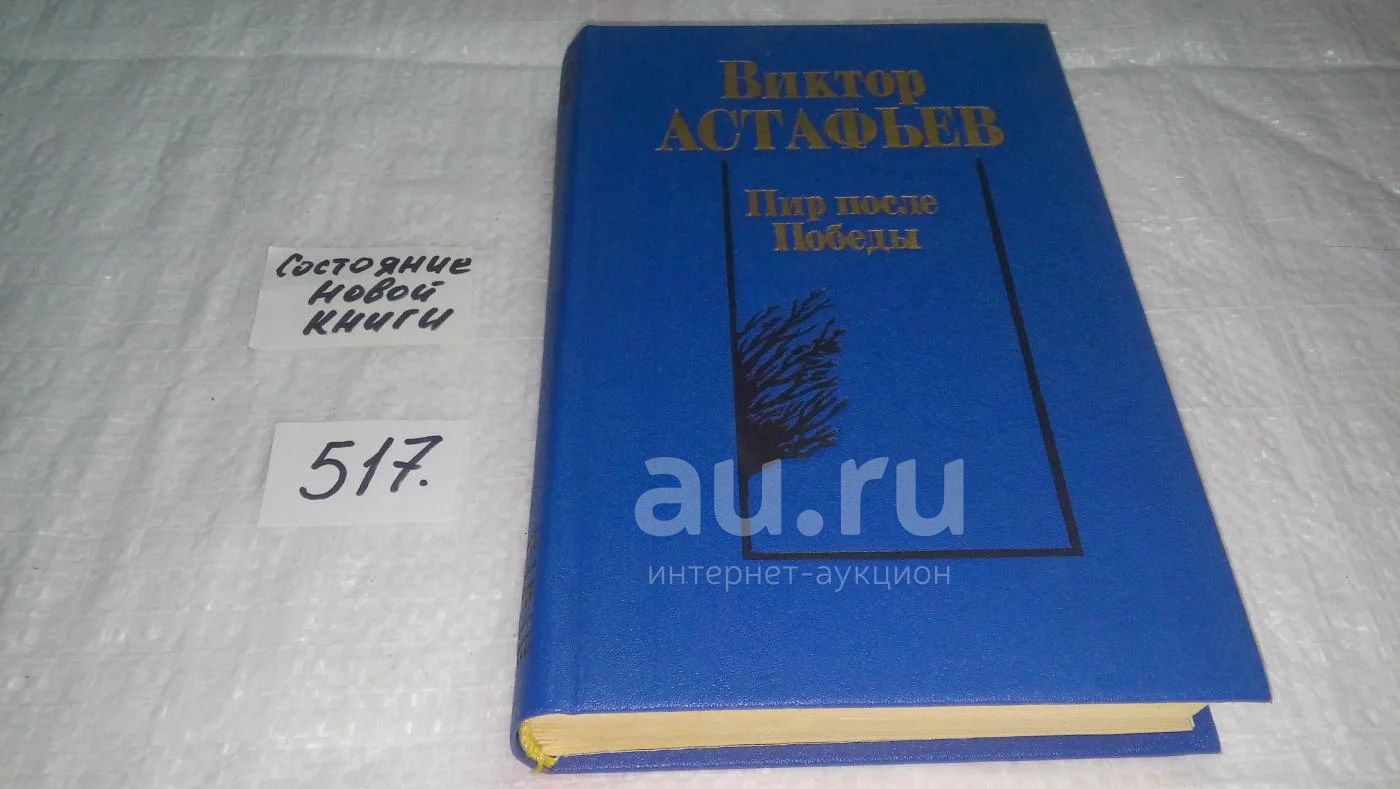 Виктор
АСТАФЬЕВ
Пир после
Победы
Состояние
новой
книги
517.
au.ru
интернет-аукцион